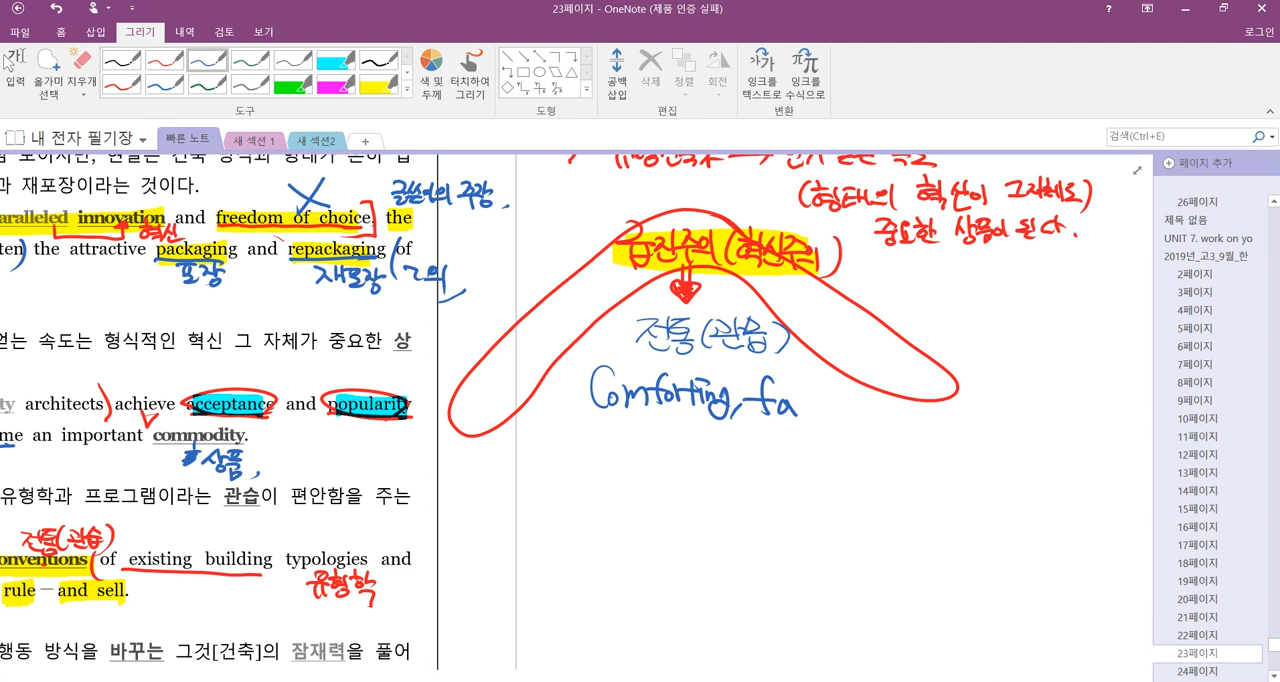 23페이지 - OneNote (제품 인증 실패)
파일 홈 삽입 그리기 내역 검토 보기 로그인
입력 올가미 선택 지우개 색 및 두께 터치하여 그리기 공백 삽입 삭제 정렬 회전 잉크를 텍스트로 잉크를 수식으로
도구 도형 편집 변환
내 전자 필기장 빠른 노트 새 섹션 1 새 섹션2 검색(Ctrl+E)
과 재포장이라는 것이다.
글쓴이의 주장,
aralleled innovation and freedom of choice, the
혁신
ten) the attractive packaging and repackaging of
포장 재포장
얻는 속도는 형식적인 혁신 그 자체가 중요한 상
ty architects) achieve acceptance and popularity
me an important commodity.
상품,
유형학과 프로그램이라는 관습이 편안함을 주는
전통(관습)
onventions of existing building typologies and
유형학
rule — and sell.
행동 방식을 바꾸는 그것[건축]의 잠재력을 풀어
(형태의 혁신이 그자체로)
중요한 상품이 된다.
급진주의(혁신주의)
전통(관습)
Comforting, fa
페이지 추가
26페이지
제목 없음
UNIT 7. work on yo
2019년_고3_9월_한
2페이지
3페이지
4페이지
5페이지
6페이지
7페이지
8페이지
9페이지
10페이지
11페이지
12페이지
13페이지
14페이지
15페이지
16페이지
17페이지
18페이지
19페이지
20페이지
21페이지
22페이지
23페이지
24페이지